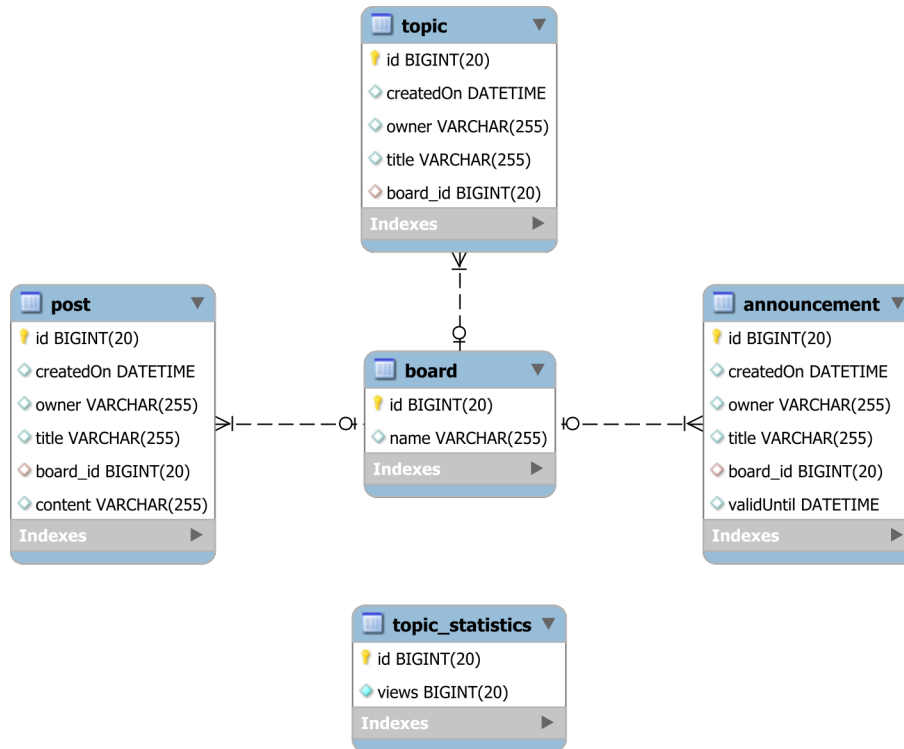 topic
id BIGINT(20)
createdOn DATETIME
owner VARCHAR(255)
title VARCHAR(255)
board_id BIGINT(20)
Indexes
post
id BIGINT(20)
createdOn DATETIME
owner VARCHAR(255)
title VARCHAR(255)
board_id BIGINT(20)
content VARCHAR(255)
Indexes
board
id BIGINT(20)
name VARCHAR(255)
Indexes
announcement
id BIGINT(20)
createdOn DATETIME
owner VARCHAR(255)
title VARCHAR(255)
board_id BIGINT(20)
validUntil DATETIME
Indexes
topic_statistics
id BIGINT(20)
views BIGINT(20)
Indexes